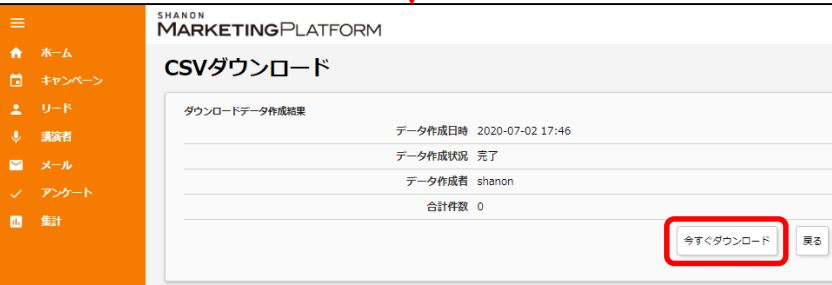 SHANON
MARKETINGPLATFORM
ホーム
キャンペーン
リード
講演者
メール
アンケート
集計
CSVダウンロード
ダウンロードデータ作成結果
データ作成日時 2020-07-02 17:46
データ作成状況 完了
データ作成者 shanon
合計件数 0
今すぐダウンロード 戻る